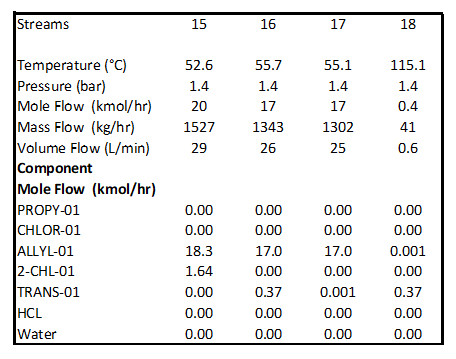 Streams 15 16 17 18
Temperature (°C) 52.6 55.7 55.1 115.1
Pressure (bar) 1.4 1.4 1.4 1.4
Mole Flow (kmol/hr) 20 17 17 0.4
Mass Flow (kg/hr) 1527 1343 1302 41
Volume Flow (L/min) 29 26 25 0.6
Component
Mole Flow (kmol/hr)
PROPY-01 0.00 0.00 0.00 0.00
CHLOR-01 0.00 0.00 0.00 0.00
ALLYL-01 18.3 17.0 17.0 0.001
2-CHL-01 1.64 0.00 0.00 0.00
TRANS-01 0.00 0.37 0.001 0.37
HCL 0.00 0.00 0.00 0.00
Water 0.00 0.00 0.00 0.00